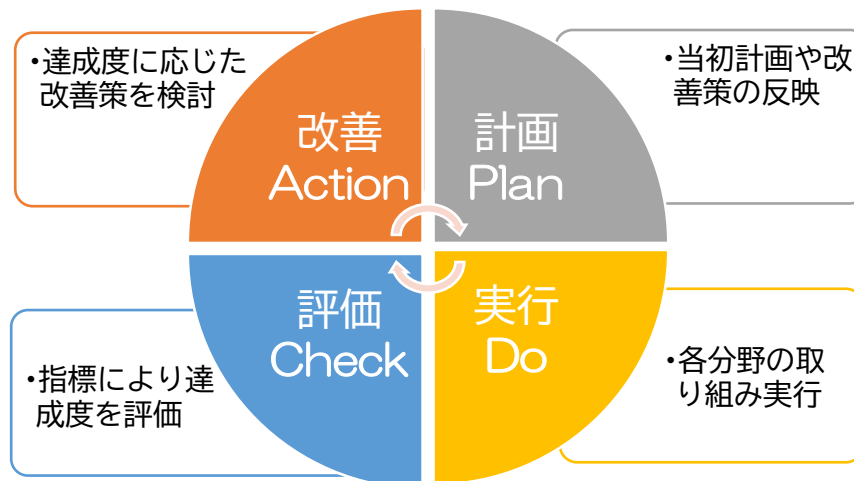 ・達成度に応じた
改善策を検討
改善
Action
計画
Plan
・当初計画や改
善策の反映
・指標により達
成度を評価
評価
Check
実行
Do
・各分野の取
り組み実行